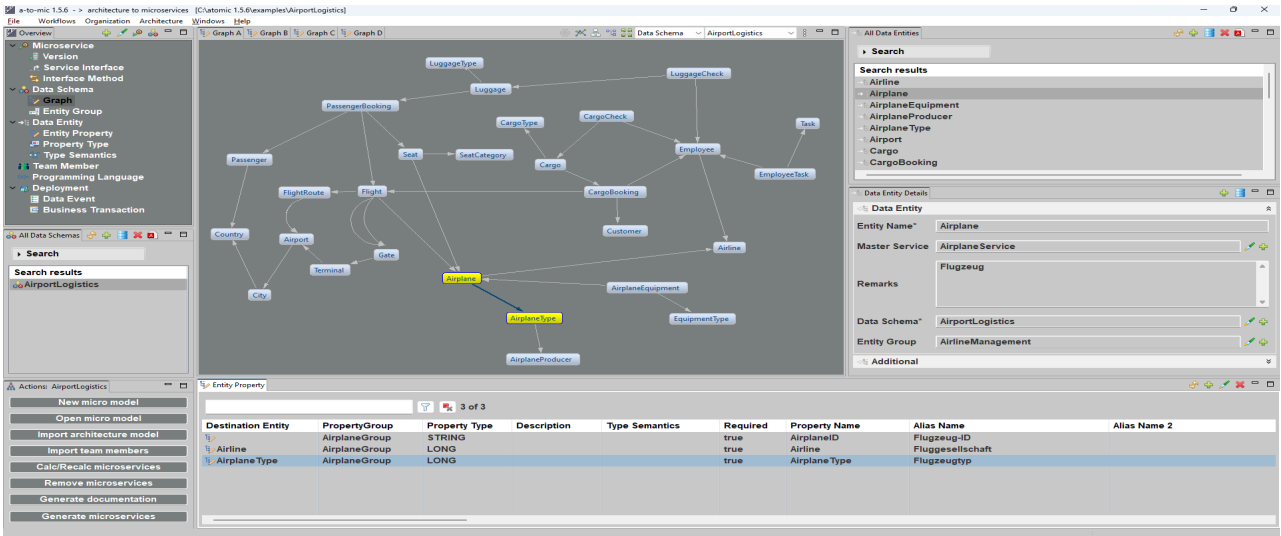 a-to-mic 1.5.6 - > architecture to microservices [C:\atomic 1.5.6\examples\AirportLogistics]
File Workflows Organization Architecture Windows Help
Overview
Microservice
Version
Service Interface
Interface Method
Data Schema
Graph
Entity Group
Data Entity
Entity Property
Property Type
Type Semantics
Team Member
Programming Language
Deployment
Data Event
Business Transaction
All Data Schemas
Search
Search results
AirportLogistics
Actions: AirportLogistics
New micro model
Open micro model
Import architecture model
Import team members
Calc/Recalc microservices
Remove microservices
Generate documentation
Generate microservices
Graph A Graph B Graph C Graph D
Data Schema AirportLogistics
LuggageType
LuggageCheck
Luggage
PassengerBooking
CargoType
CargoCheck
Task
Passenger
Seat
SeatCategory
Cargo
Employee
EmployeeTask
FlightRoute
Flight
CargoBooking
Country
Airport
Customer
Gate
Airline
Terminal
Airplane
City
AirplaneEquipment
AirplaneType
EquipmentType
AirplaneProducer
All Data Entities
Search
Search results
Airline
Airplane
AirplaneEquipment
AirplaneProducer
AirplaneType
Airport
Cargo
CargoBooking
Data Entity Details
Data Entity
Entity Name* Airplane
Master Service AirplaneService
Remarks Flugzeug
Data Schema* AirportLogistics
Entity Group AirlineManagement
Additional
Entity Property
3 of 3
Destination Entity PropertyGroup Property Type Description Type Semantics Required Property Name Alias Name Alias Name 2
AirplaneGroup STRING true AirplaneID Flugzeug-ID
Airline AirplaneGroup LONG true Airline Fluggesellschaft
AirplaneType AirplaneGroup LONG true AirplaneType Flugzeugtyp